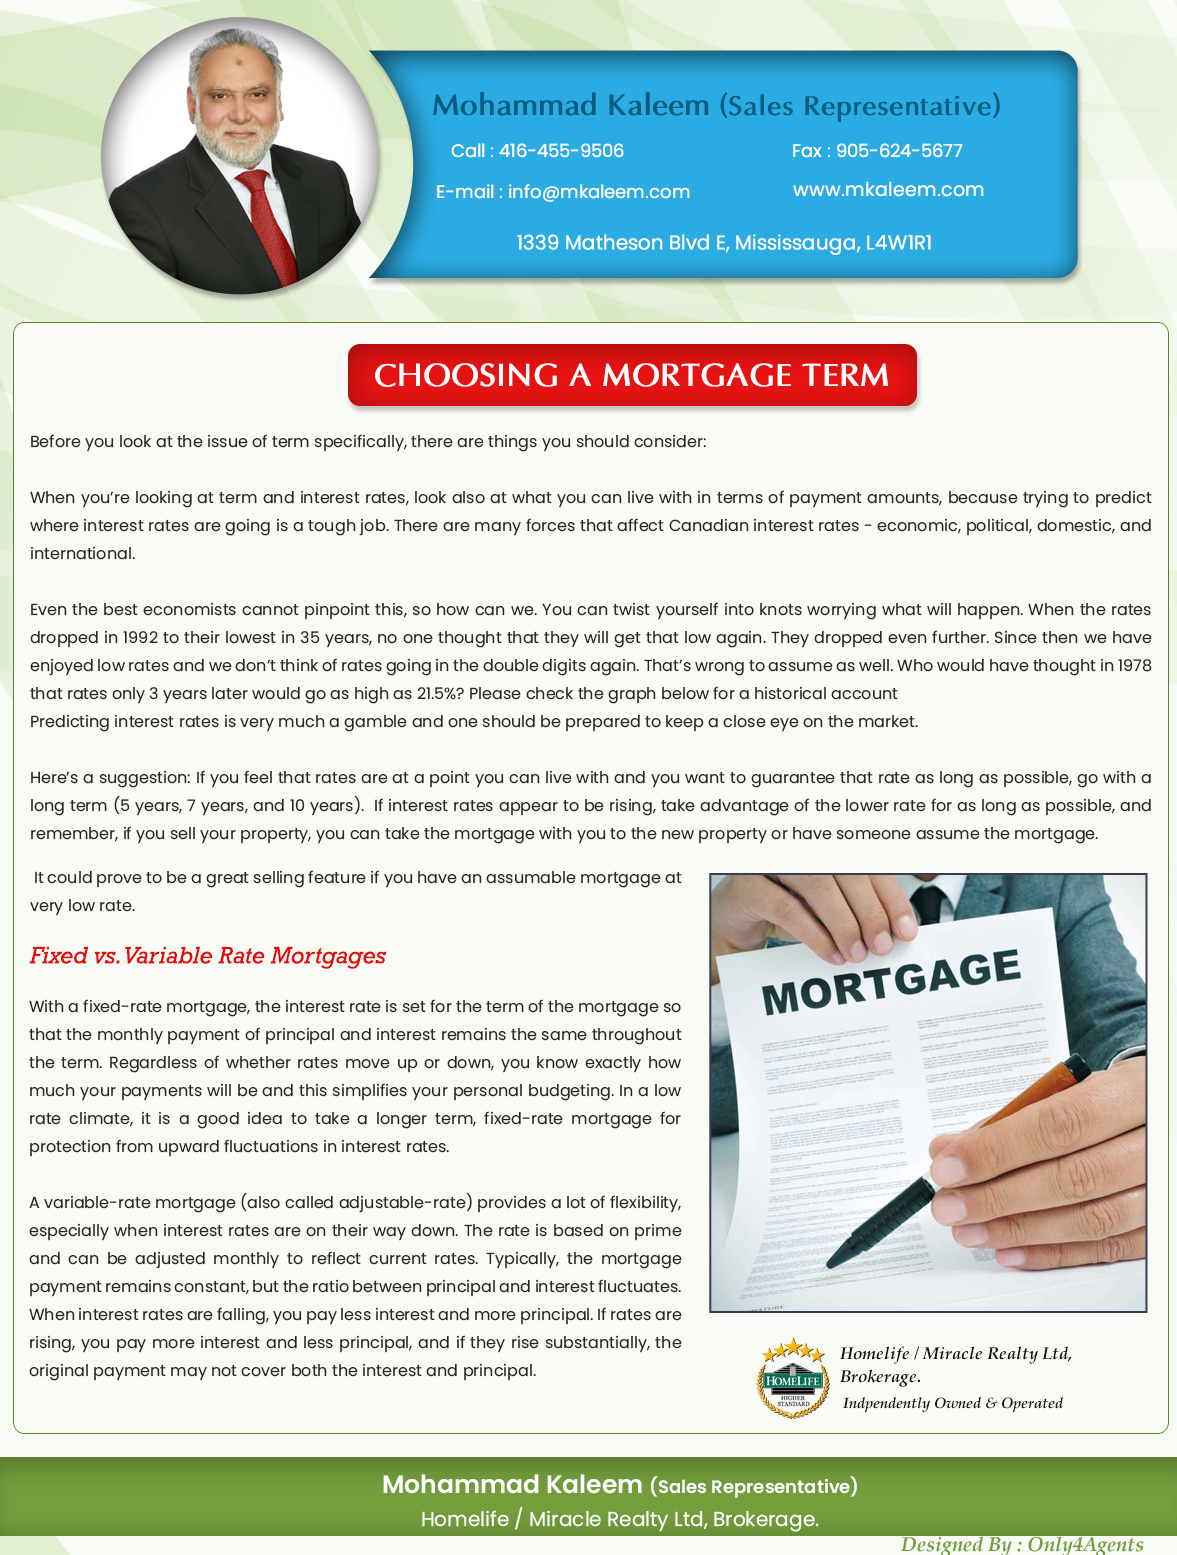 Mohammad Kaleem (Sales Representative)
Call : 416-455-9506
Fax : 905-624-5677
E-mail : info@mkaleem.com
www.mkaleem.com
1339 Matheson Blvd E, Mississauga, L4W1R1
CHOOSING A MORTGAGE TERM
Before you look at the issue of term specifically, there are things you should consider:
When you're looking at term and interest rates, look also at what you can live with in terms of payment amounts, because trying to predict
where interest rates are going is a tough job. There are many forces that affect Canadian interest rates - economic, political, domestic, and
international.
Even the best economists cannot pinpoint this, so how can we. You can twist yourself into knots worrying what will happen. When the rates
dropped in 1992 to their lowest in 35 years, no one thought that they will get that low again. They dropped even further. Since then we have
enjoyed low rates and we don't think of rates going in the double digits again. That's wrong to assume as well. Who would have thought in 1978
that rates only 3 years later would go as high as 21.5%? Please check the graph below for a historical account
Predicting interest rates is very much a gamble and one should be prepared to keep a close eye on the market.
Here's a suggestion: If you feel that rates are at a point you can live with and you want to guarantee that rate as long as possible, go with a
long term (5 years, 7 years, and 10 years). If interest rates appear to be rising, take advantage of the lower rate for as long as possible, and
remember, if you sell your property, you can take the mortgage with you to the new property or have someone assume the mortgage.
It could prove to be a great selling feature if you have an assumable mortgage at
very low rate.
Fixed vs. Variable Rate Mortgages
With a fixed-rate mortgage, the interest rate is set for the term of the mortgage so
that the monthly payment of principal and interest remains the same throughout
the term. Regardless of whether rates move up or down, you know exactly how
much your payments will be and this simplifies your personal budgeting. In a low
rate climate, it is a good idea to take a longer term, fixed-rate mortgage for
protection from upward fluctuations in interest rates.
A variable-rate mortgage (also called adjustable-rate) provides a lot of flexibility,
especially when interest rates are on their way down. The rate is based on prime
and can be adjusted monthly to reflect current rates. Typically, the mortgage
payment remains constant, but the ratio between principal and interest fluctuates.
When interest rates are falling, you pay less interest and more principal. If rates are
rising, you pay more interest and less principal, and if they rise substantially, the
original payment may not cover both the interest and principal.
MORTGAGE
HOMELIFE
HIGHER
STANDARD
Homelife / Miracle Realty Ltd,
Brokerage.
Indpendently Owned & Operated
Mohammad Kaleem (Sales Representative)
Homelife / Miracle Realty Ltd, Brokerage.
Designed By : Only4Agents